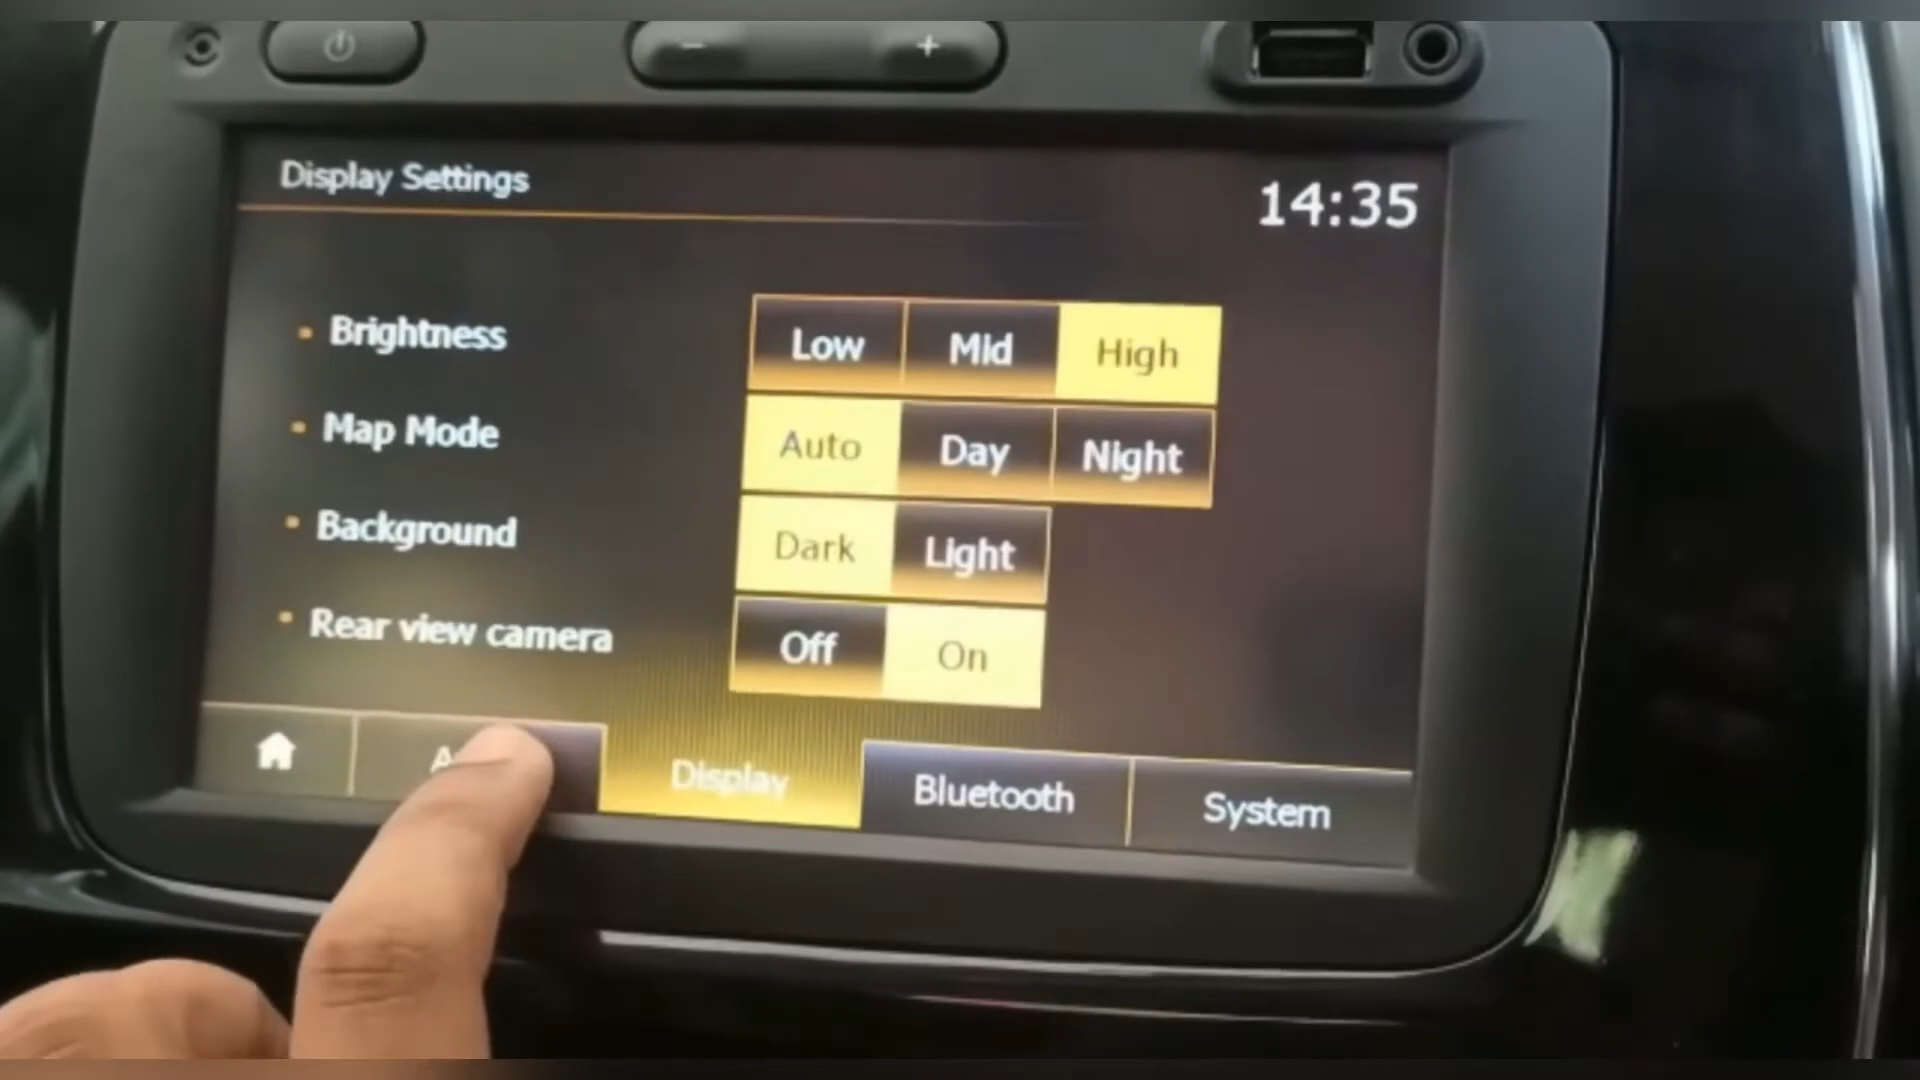 Display Settings
14:35
Brightness Low Mid High
Map Mode Auto Day Night
Background Dark Light
Rear view camera Off On
Display Bluetooth System